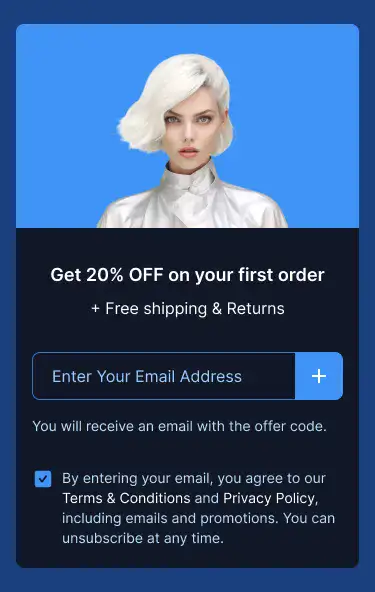 Get 20% OFF on your first order
+ Free shipping & Returns
Enter Your Email Address
+
You will receive an email with the offer code.
By entering your email, you agree to our
Terms & Conditions and Privacy Policy,
including emails and promotions. You can
unsubscribe at any time.